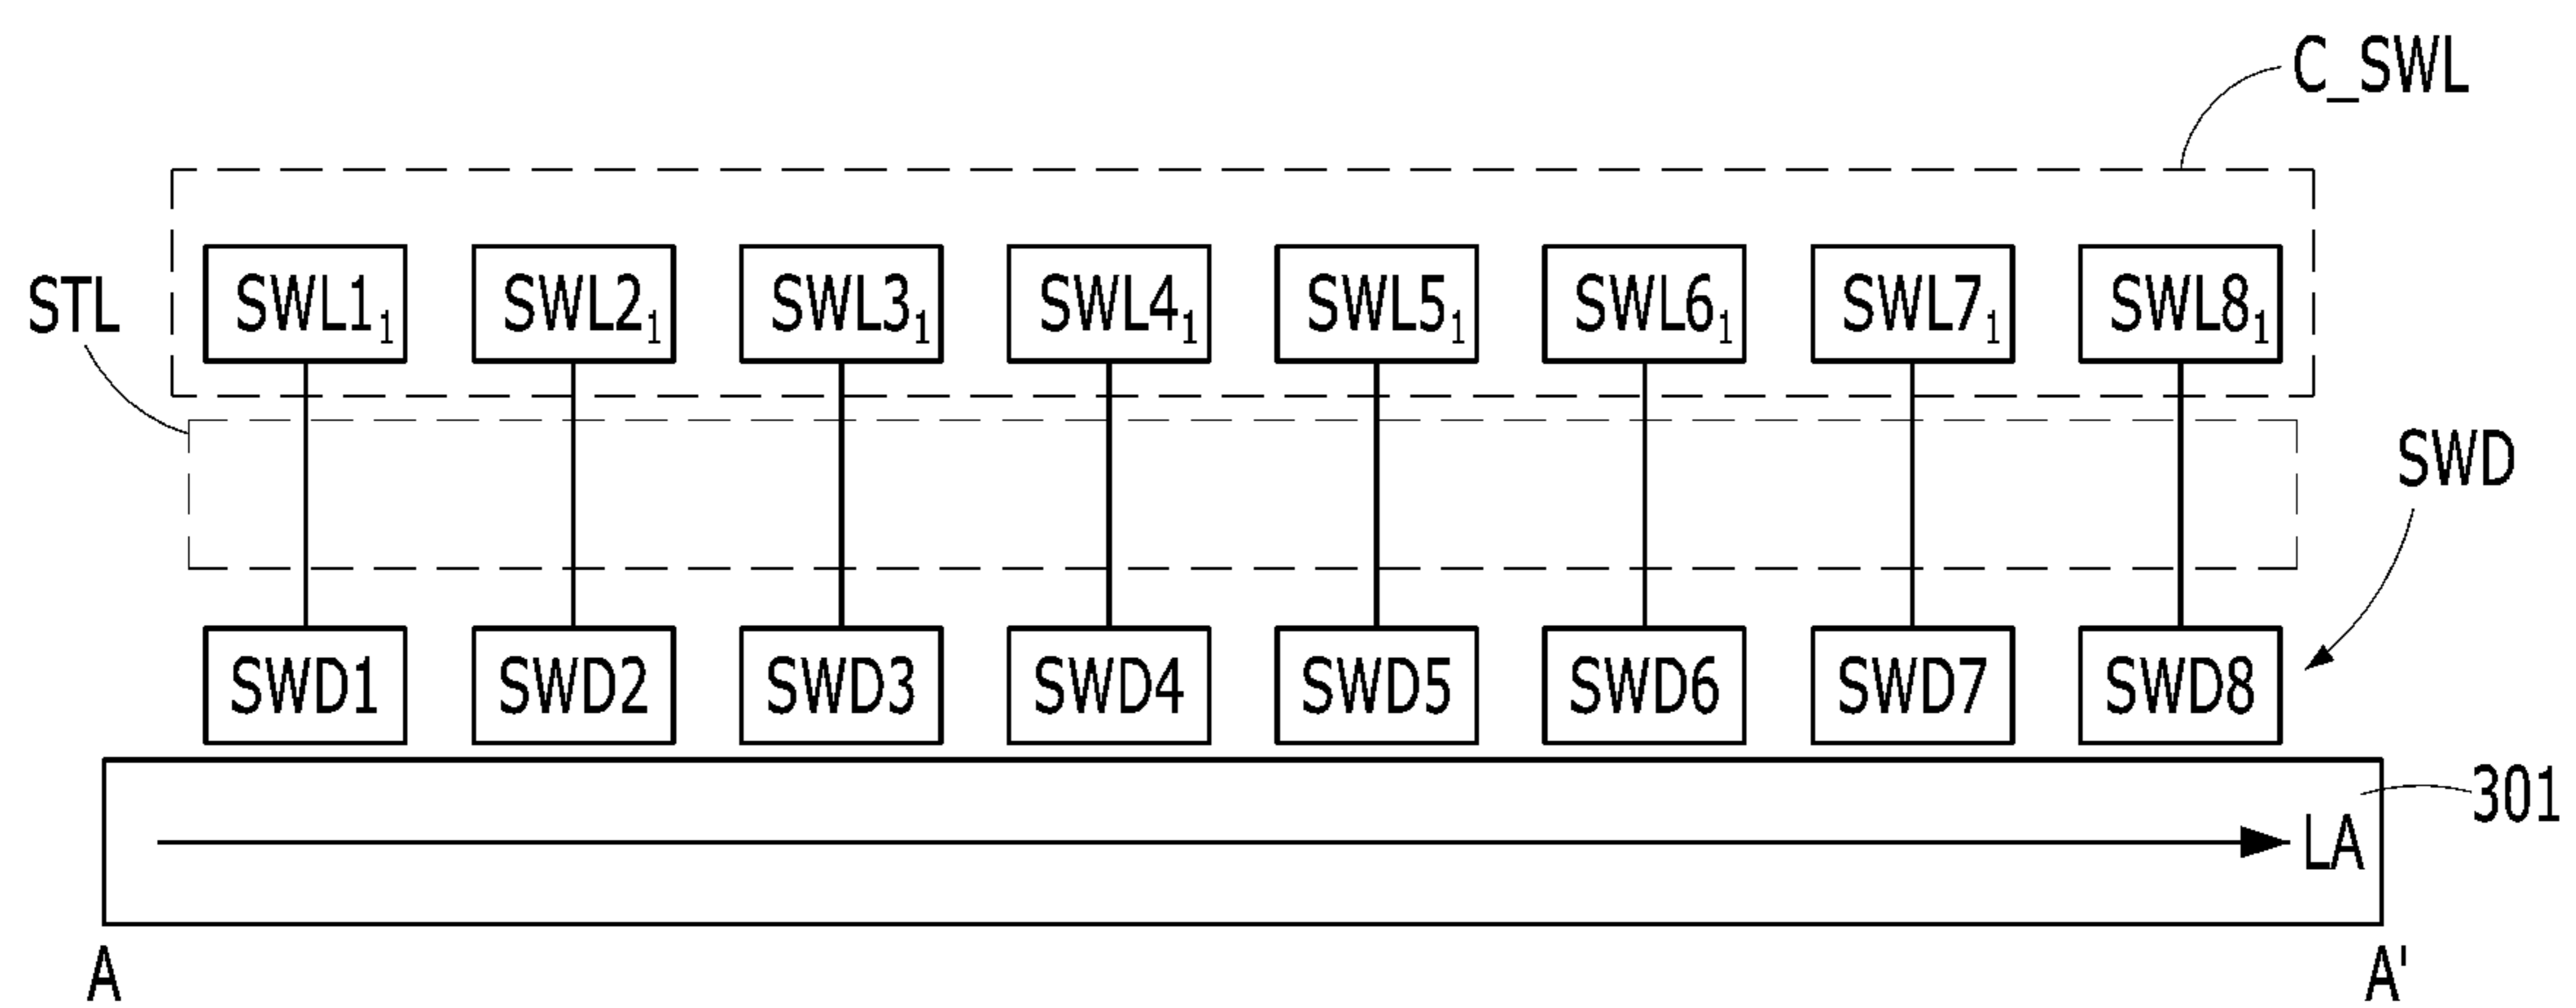 C_SWL
STL
SWL1₁ SWL2₁ SWL3₁ SWL4₁ SWL5₁ SWL6₁ SWL7₁ SWL8₁
SWD
SWD1 SWD2 SWD3 SWD4 SWD5 SWD6 SWD7 SWD8
301
LA
A A'